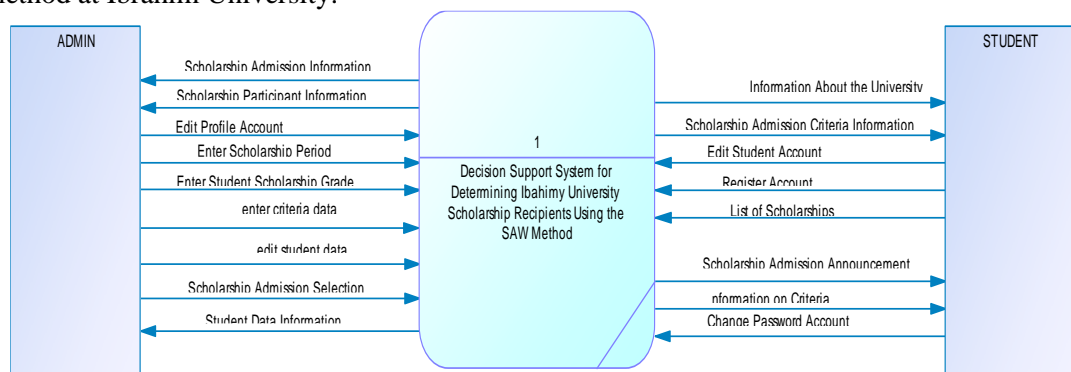 method at Ibrahim University.
ADMIN
Scholarship Admission Information
Scholarship Participant Information
Edit Profile Account
Enter Scholarship Period
Enter Student Scholarship Grade
enter criteria data
edit student data
Scholarship Admission Selection
Student Data Information
1
Decision Support System for
Determining Ibahimy University
Scholarship Recipients Using the
SAW Method
STUDENT
Information About the University
Scholarship Admission Criteria Information
Edit Student Account
Register Account
List of Scholarships
Scholarship Admission Announcement
nformation on Criteria
Change Password Account